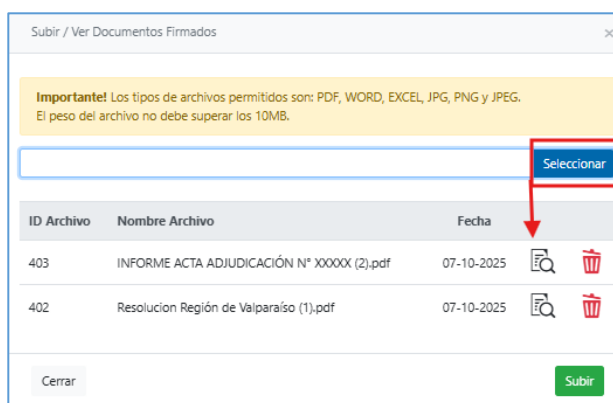 Subir / Ver Documentos Firmados ×
Importante! Los tipos de archivos permitidos son: PDF, WORD, EXCEL, JPG, PNG y JPEG.
El peso del archivo no debe superar los 10MB.
Seleccionar
ID Archivo Nombre Archivo Fecha
403 INFORME ACTA ADJUDICACIÓN N° XXXXX (2).pdf 07-10-2025
402 Resolucion Región de Valparaíso (1).pdf 07-10-2025
Cerrar Subir